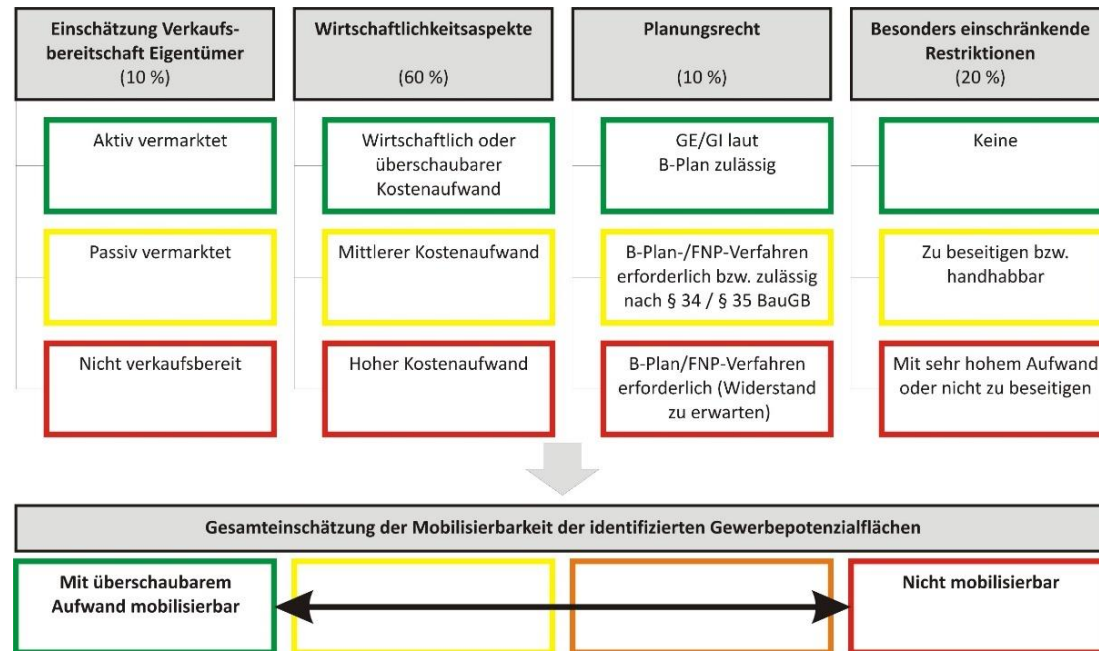 Einschätzung Verkaufs-
bereitschaft Eigentümer
(10 %)
Wirtschaftlichkeitsaspekte
(60 %)
Planungsrecht
(10 %)
Besonders einschränkende
Restriktionen
(20 %)
Aktiv vermarktet
Wirtschaftlich oder
überschaubarer
Kostenaufwand
GE/GI laut
B-Plan zulässig
Keine
Passiv vermarktet
Mittlerer Kostenaufwand
B-Plan-/FNP-Verfahren
erforderlich bzw. zulässig
nach § 34 / § 35 BauGB
Zu beseitigen bzw.
handhabbar
Nicht verkaufsbereit
Hoher Kostenaufwand
B-Plan/FNP-Verfahren
erforderlich (Widerstand
zu erwarten)
Mit sehr hohem Aufwand
oder nicht zu beseitigen
Gesamteinschätzung der Mobilisierbarkeit der identifizierten Gewerbepotenzialflächen
Mit überschaubarem
Aufwand mobilisierbar
Nicht mobilisierbar